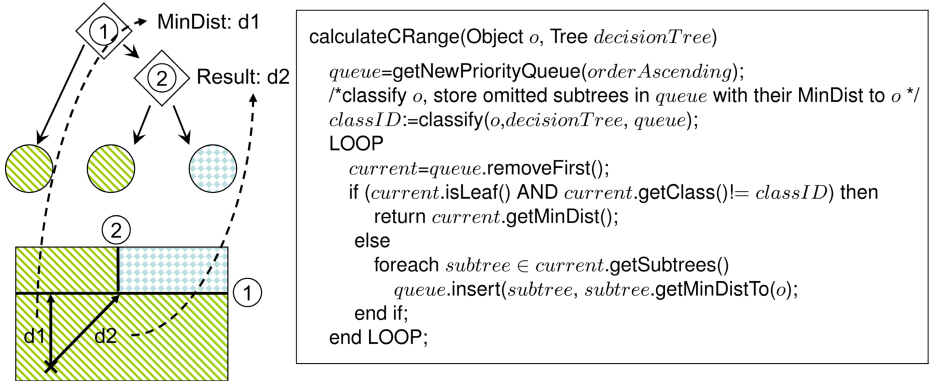 1
MinDist: d1
2
Result: d2
2
1
d1
d2
calculateCRange(Object o, Tree decisionTree)
queue=getNewPriorityQueue(orderAscending);
/*classify o, store omitted subtrees in queue with their MinDist to o */
classID:=classify(o,decisionTree, queue);
LOOP
current=queue.removeFirst();
if (current.isLeaf() AND current.getClass()!= classID) then
return current.getMinDist();
else
foreach subtree ∈ current.getSubtrees()
queue.insert(subtree, subtree.getMinDistTo(o);
end if;
end LOOP;